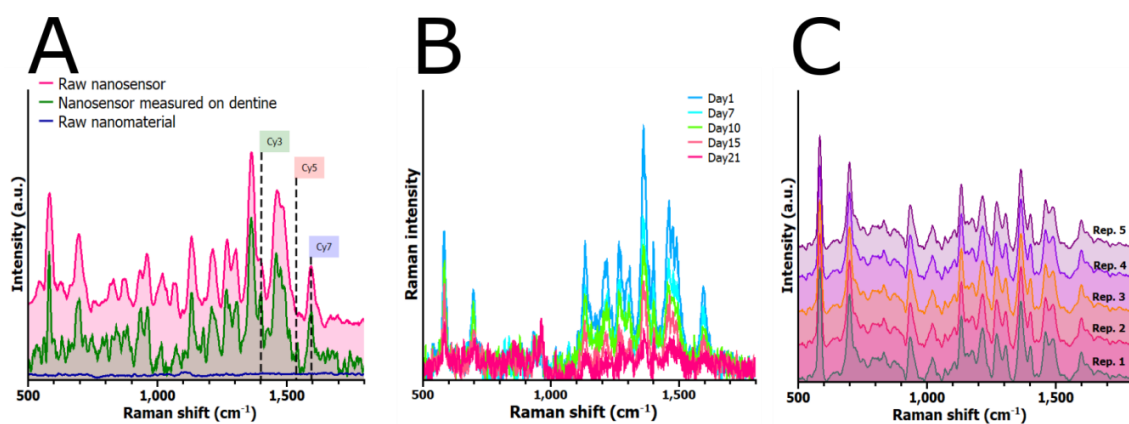 A
B
C
Raw nanosensor
Nanosensor measured on dentine
Raw nanomaterial
Cy3
Cy5
Cy7
Intensity (a.u.)
500
1,000
1,500
Raman shift (cm⁻¹)
Day1
Day7
Day10
Day15
Day21
Raman intensity
500
1,000
1,500
Raman shift (cm⁻¹)
Rep. 5
Rep. 4
Rep. 3
Rep. 2
Rep. 1
Intensity (a.u.)
500
1,000
1,500
Raman shift (cm⁻¹)